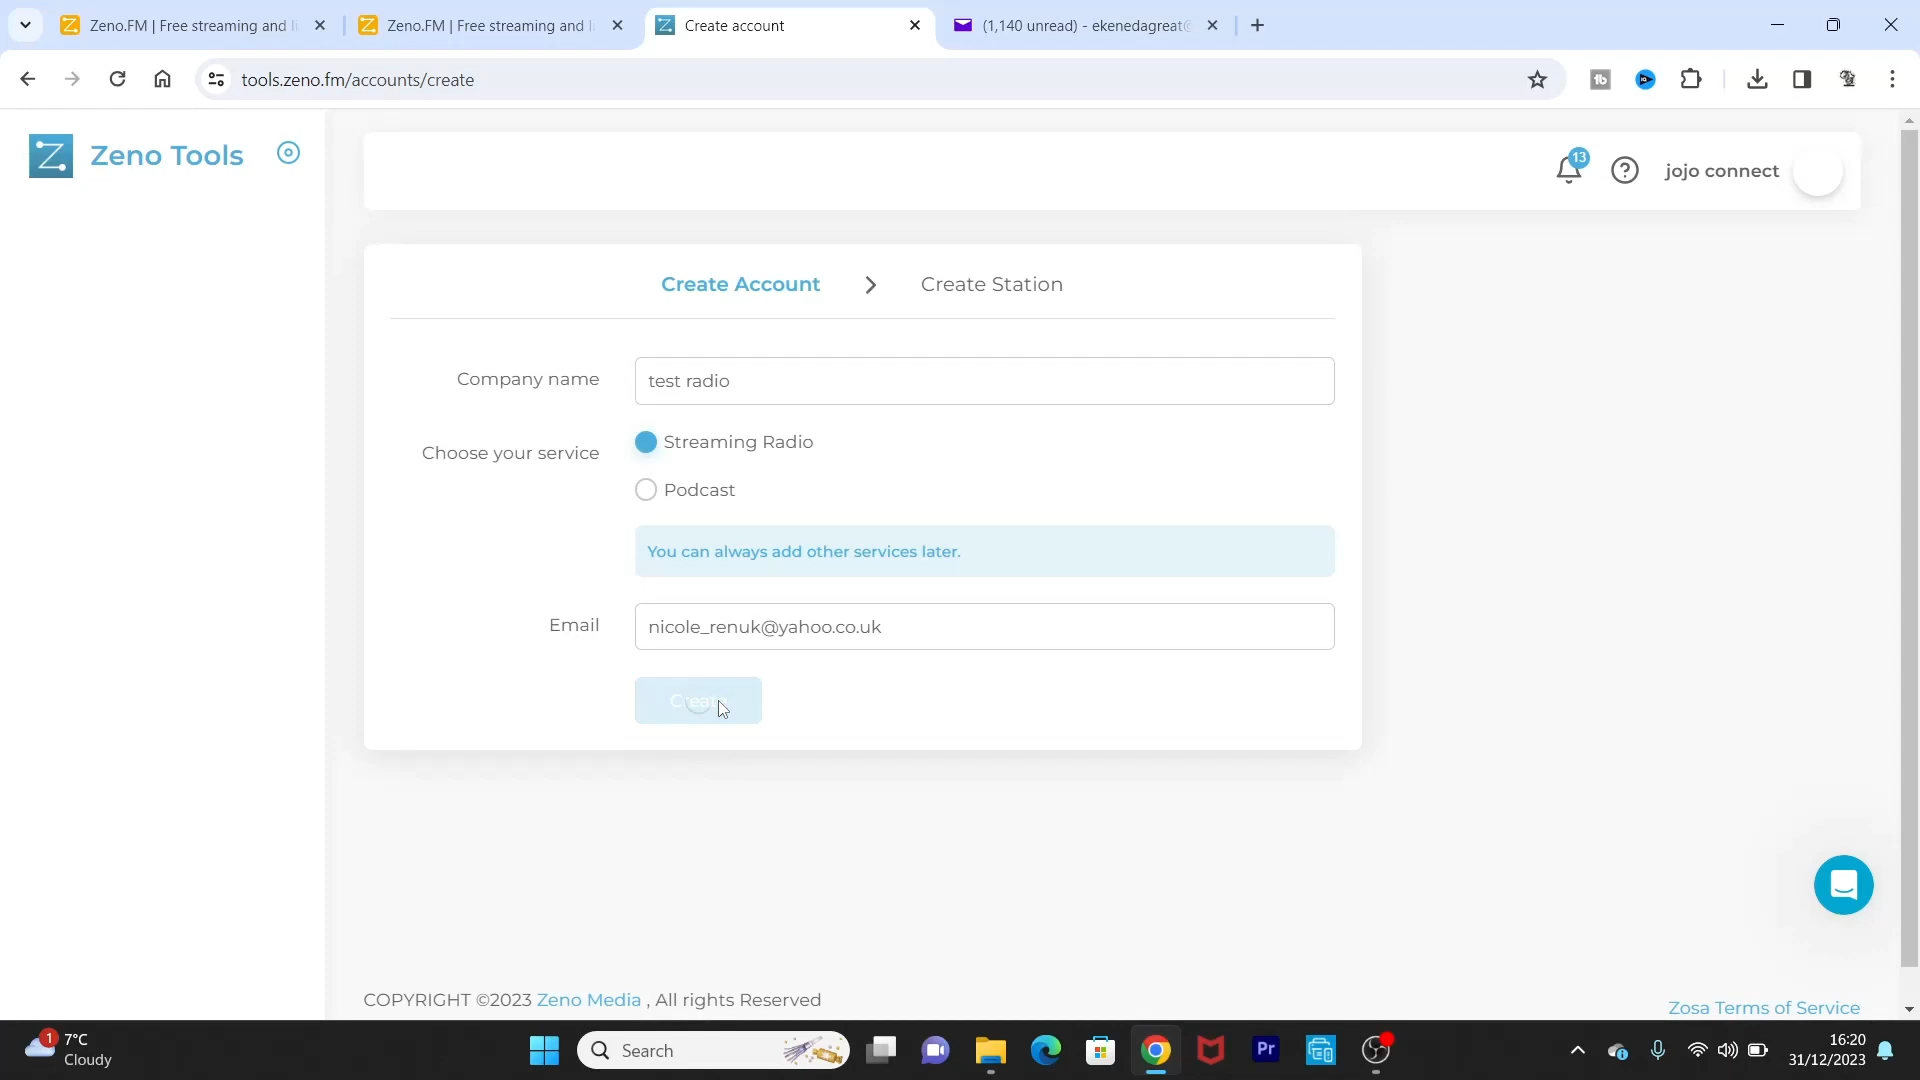 Zeno.FM | Free streaming and li
Zeno.FM | Free streaming and li
Create account
(1,140 unread) - ekenedagreat@
tools.zeno.fm/accounts/create
Zeno Tools
13
jojo connect
Create Account
Create Station
Company name
test radio
Choose your service
Streaming Radio
Podcast
You can always add other services later.
Email
nicole_renuk@yahoo.co.uk
Create
COPYRIGHT ©2023 Zeno Media , All rights Reserved
Zosa Terms of Service
1
7°C
Cloudy
Search
Pr
16:20
31/12/2023